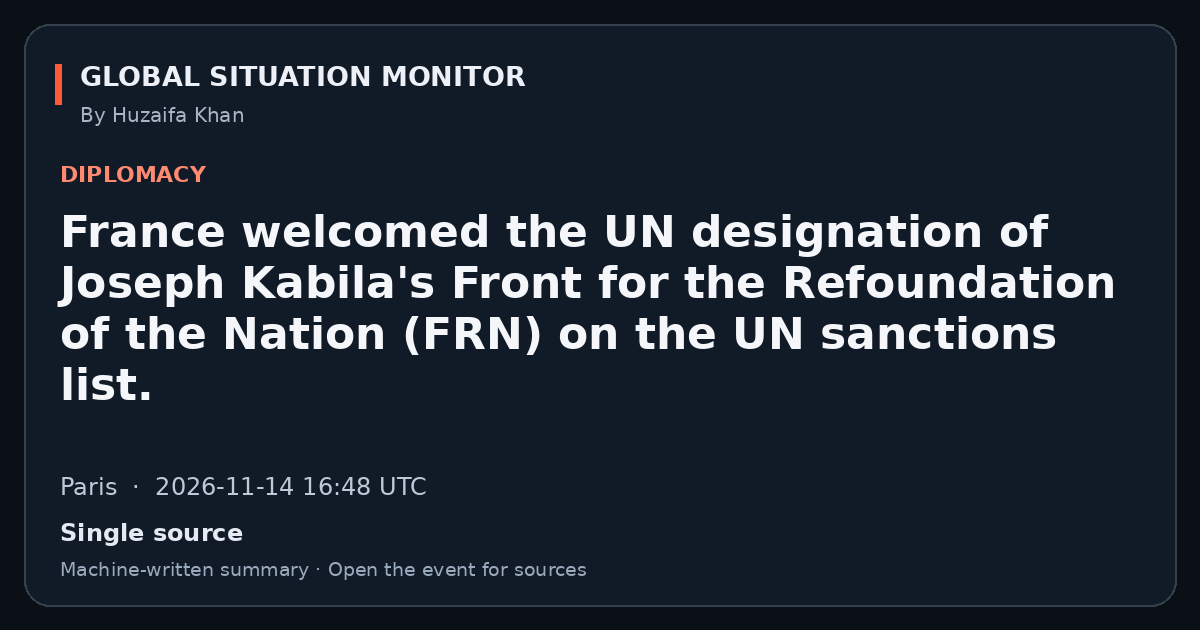 GLOBAL SITUATION MONITOR
By Huzaifa Khan
DIPLOMACY
France welcomed the UN designation of
Joseph Kabila's Front for the Refoundation
of the Nation (FRN) on the UN sanctions
list.
Paris · 2026-11-14 16:48 UTC
Single source
Machine-written summary · Open the event for sources